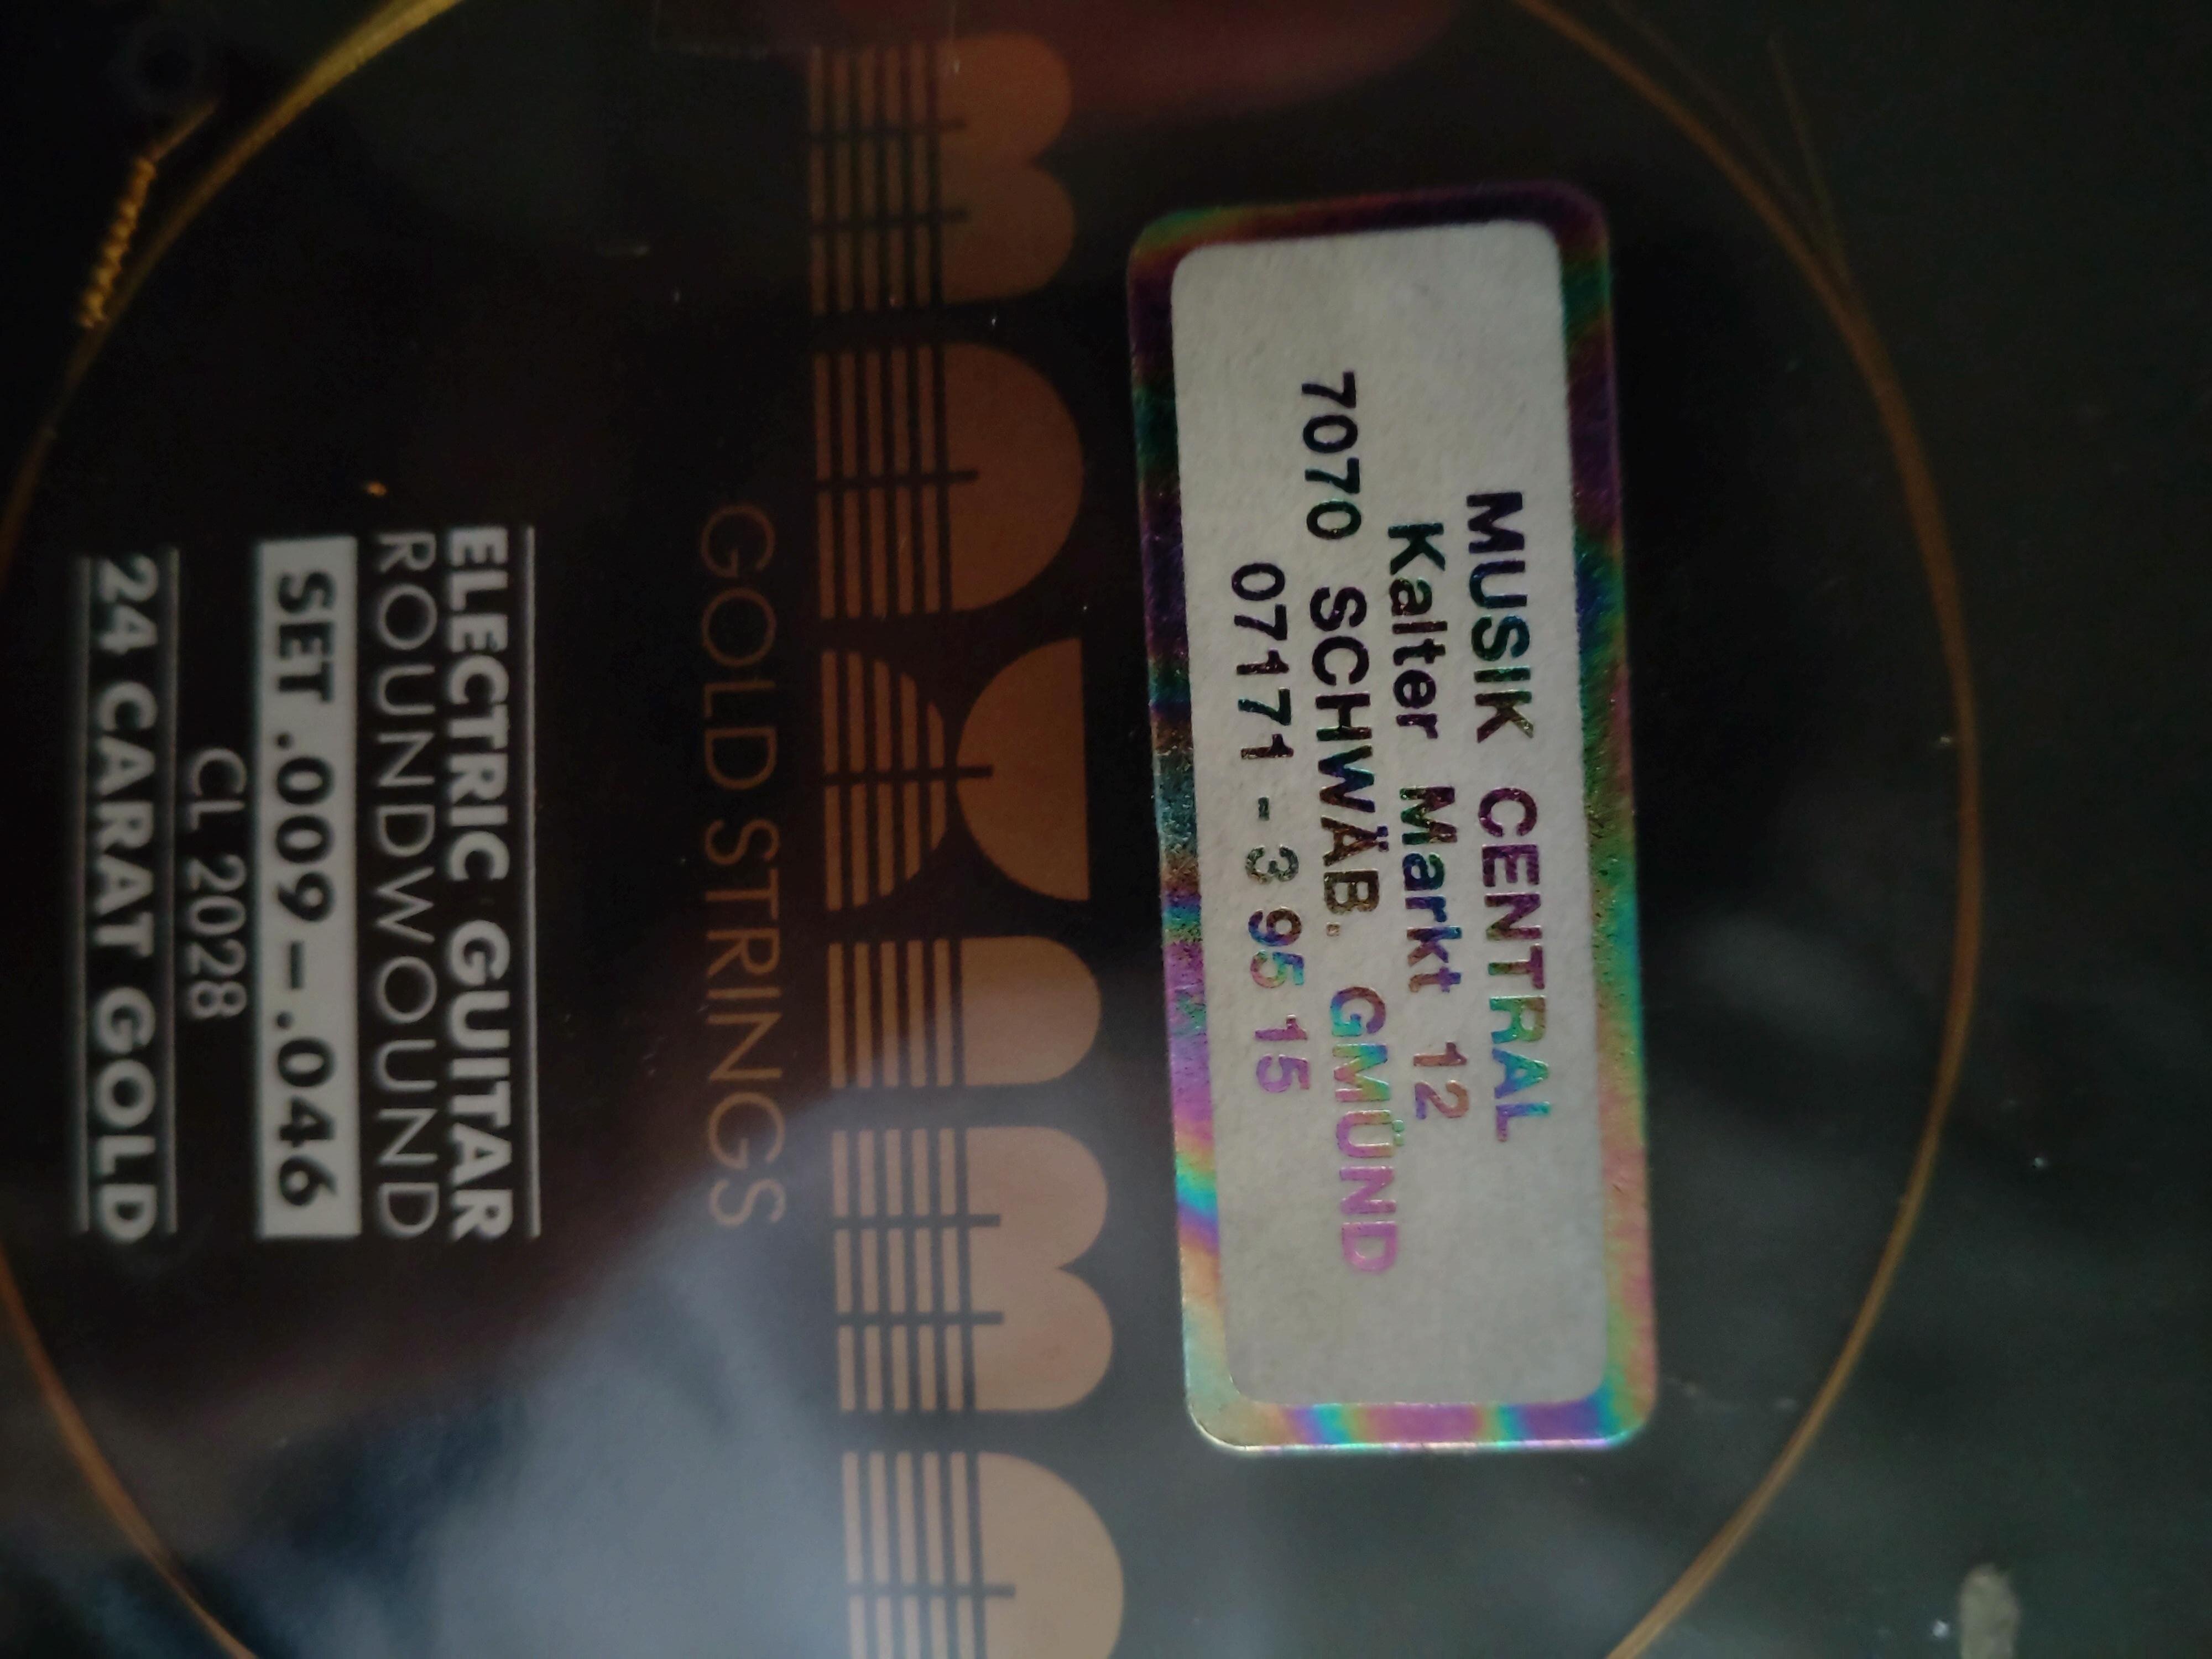 MUSIK CENTRAL
Kalter Markt 12
7070 SCHWÄB. GMÜND
07171 - 3 95 15
maxima
GOLD STRINGS
ELECTRIC GUITAR
ROUNDWOUND
SET .009 – .046
CL 2028
24 CARAT GOLD